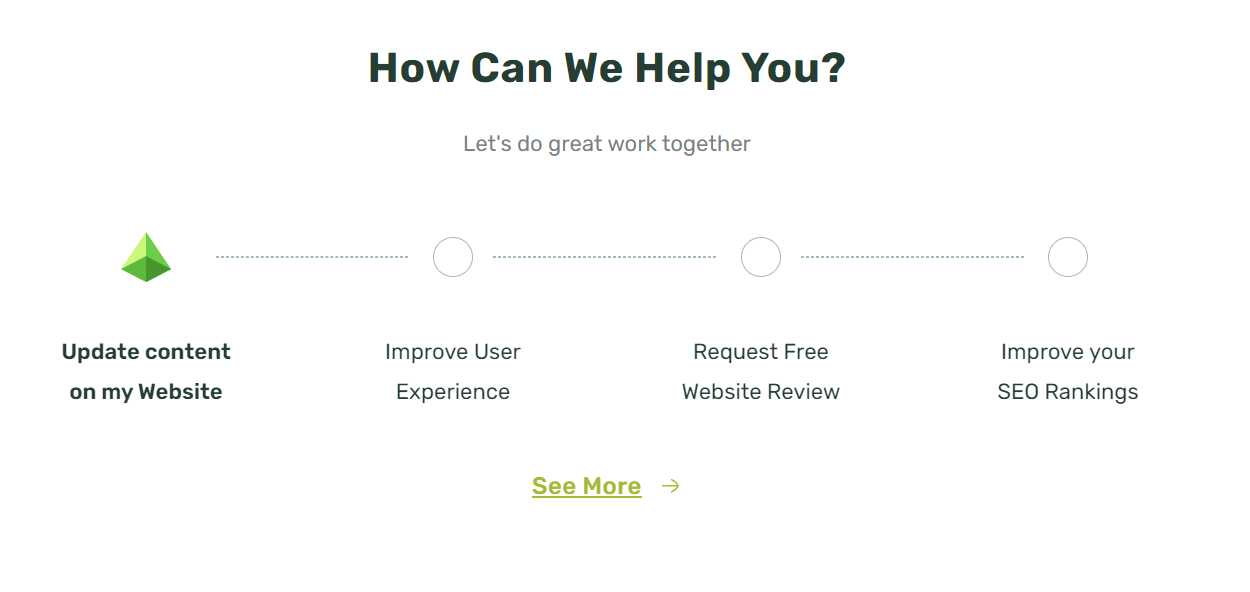 How Can We Help You?
Let's do great work together
Update content
on my Website
Improve User
Experience
Request Free
Website Review
Improve your
SEO Rankings
See More